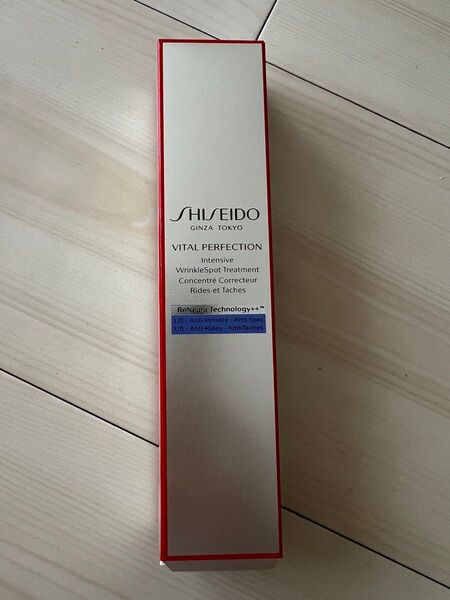 SHISEIDO
GINZA TOKYO
VITAL PERFECTION
Intensive
WrinkleSpot Treatment
Concentré Correcteur
Rides et Taches
ReNeura Technology++™
Lift - Anti-Wrinkle - Anti-Spot
Lift - Anti-Rides - Anti-Taches